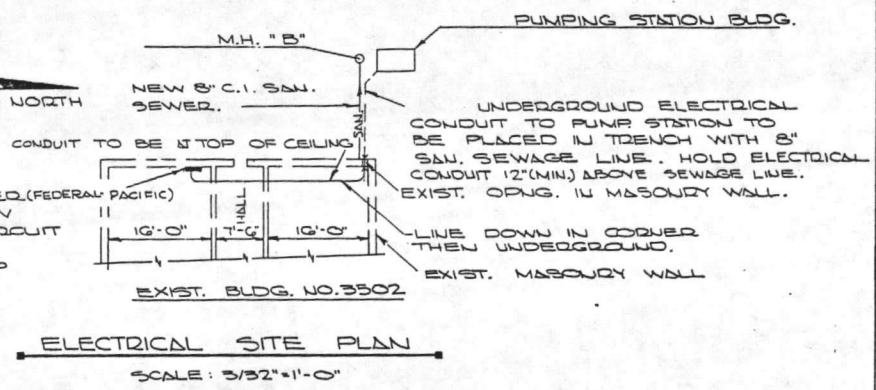 PUMPING STATION BLDG.
M.H. "B"
NORTH
NEW 8" C.I. SAN.
SEWER.
SAN.
UNDERGROUND ELECTRICAL
CONDUIT TO PUMP STATION TO
BE PLACED IN TRENCH WITH 8"
SAN. SEWAGE LINE. HOLD ELECTRICAL
CONDUIT 12"(MIN.) ABOVE SEWAGE LINE.
EXIST. OPNG. IN MASONRY WALL.
CONDUIT TO BE AT TOP OF CEILING
(FEDERAL PACIFIC)
HALL
16'-0" 7'-6" 16'-0"
LINE DOWN IN CORNER
THEN UNDERGROUND.
EXIST. MASONRY WALL
EXIST. BLDG. NO. 3502
ELECTRICAL SITE PLAN
SCALE: 3/32"=1'-0"